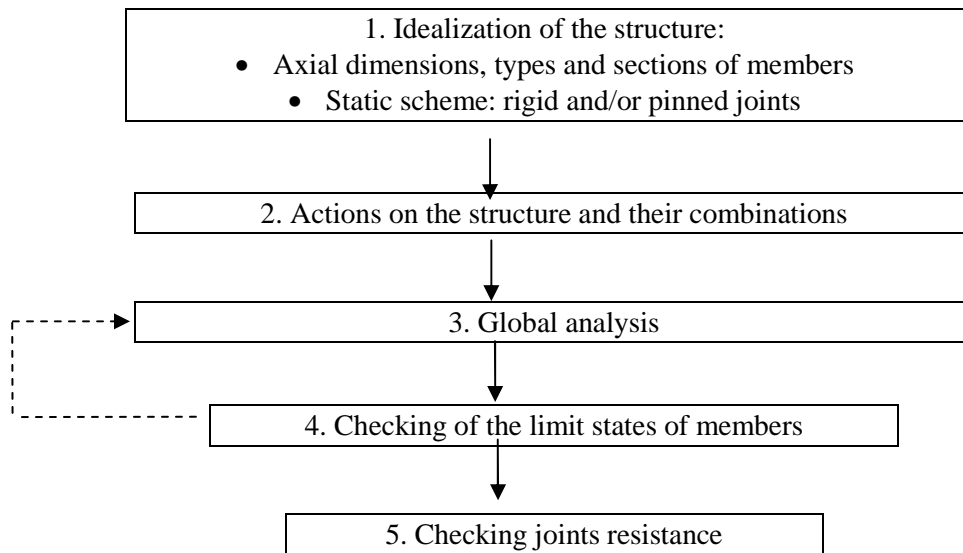 1. Idealization of the structure:
• Axial dimensions, types and sections of members
• Static scheme: rigid and/or pinned joints
2. Actions on the structure and their combinations
3. Global analysis
4. Checking of the limit states of members
5. Checking joints resistance